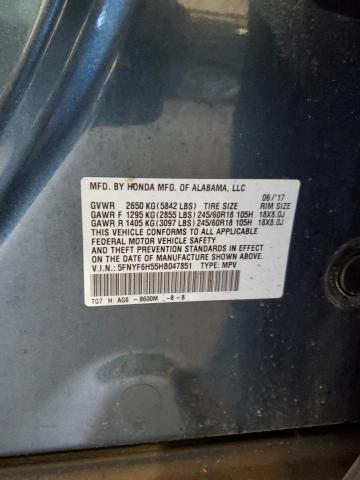 MFD. BY HONDA MFG. OF ALABAMA, LLC
06/'17
GVWR 2650 KG (5842 LBS) TIRE SIZE RIM SIZE
GAWR F 1295 KG (2855 LBS) 245/60R18 105H 18X8.0J
GAWR R 1405 KG (3097 LBS) 245/60R18 105H 18X8.0J
THIS VEHICLE CONFORMS TO ALL APPLICABLE
FEDERAL MOTOR VEHICLE SAFETY
AND THEFT PREVENTION STANDARDS IN EFFECT
ON THE DATE OF MANUFACTURE SHOWN ABOVE.
V.I.N.: 5FNYF6H55HB047851 TYPE: MPV
TG7 H AG6 - B600M .-B-B